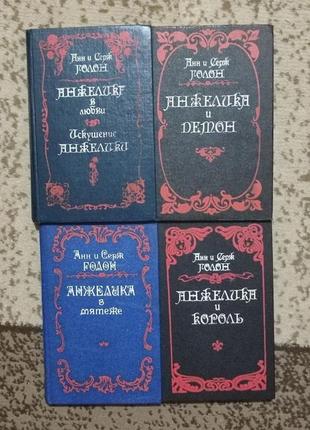 Анн и Серж
ГОЛОН
АНЖЕЛИКА
в
любви
Искушение
АНЖЕЛИКИ
Анн и Серж
ГОЛОН
АНЖЕЛИКА
и
ДЕМОН
Анн и Серж
ГОЛОН
АНЖЕЛИКА
в
мятеже
Анн и Серж
ГОЛОН
АНЖЕЛИКА
и
КОРОЛЬ